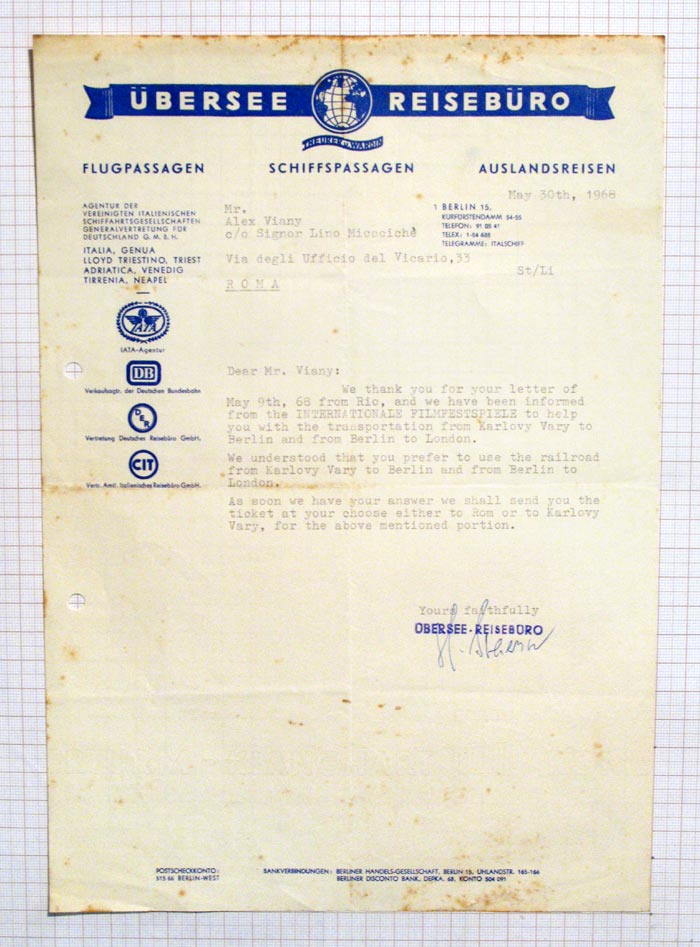 ÜBERSEE REISEBÜRO
THEURER u. WARDIN
FLUGPASSAGEN SCHIFFSPASSAGEN AUSLANDSREISEN
May 30th, 1968
AGENTUR DER
VEREINIGTEN ITALIENISCHEN
SCHIFFAHRTSGESELLSCHAFTEN
GENERALVERTRETUNG FÜR
DEUTSCHLAND G. M. B. H.
ITALIA, GENUA
LLOYD TRIESTINO, TRIEST
ADRIATICA, VENEDIG
TIRRENIA, NEAPEL
IATA
IATA-Agentur
DB
Verkaufsagtr. der Deutschen Bundesbahn
DER
Vertretung Deutsches Reisebüro GmbH.
CIT
Vertr. Amtl. Italienisches Reisebüro GmbH.
Mr.
Alex Viany
c/o Signor Lino Micociché
Via degli Ufficio del Vicario,33
R O M A
1 BERLIN 15,
KURFÜRSTENDAMM 54-55
TELEFON: 91 05 41
TELEX: 1-84 688
TELEGRAMME: ITALSCHIFF
St/Li
Dear Mr. Viany:
We thank you for your letter of
May 9th, 68 from Rio, and we have been informed
from the INTERNATIONALE FILMFESTSPIELE to help
you with the transportation from Karlovy Vary to
Berlin and from Berlin to London.
We understood that you prefer to use the railroad
from Karlovy Vary to Berlin and from Berlin to
London.
As soon we have your answer we shall send you the
ticket at your choose either to Rom or to Karlovy
Vary, for the above mentioned portion.
Yours faithfully
ÜBERSEE-REISEBÜRO
POSTSCHECKKONTO:
515 66 BERLIN-WEST
BANKVERBINDUNGEN: BERLINER HANDELS-GESELLSCHAFT, BERLIN 15, UHLANDSTR. 165-166
BERLINER DISCONTO BANK, DEPKA. 68, KONTO 504 091